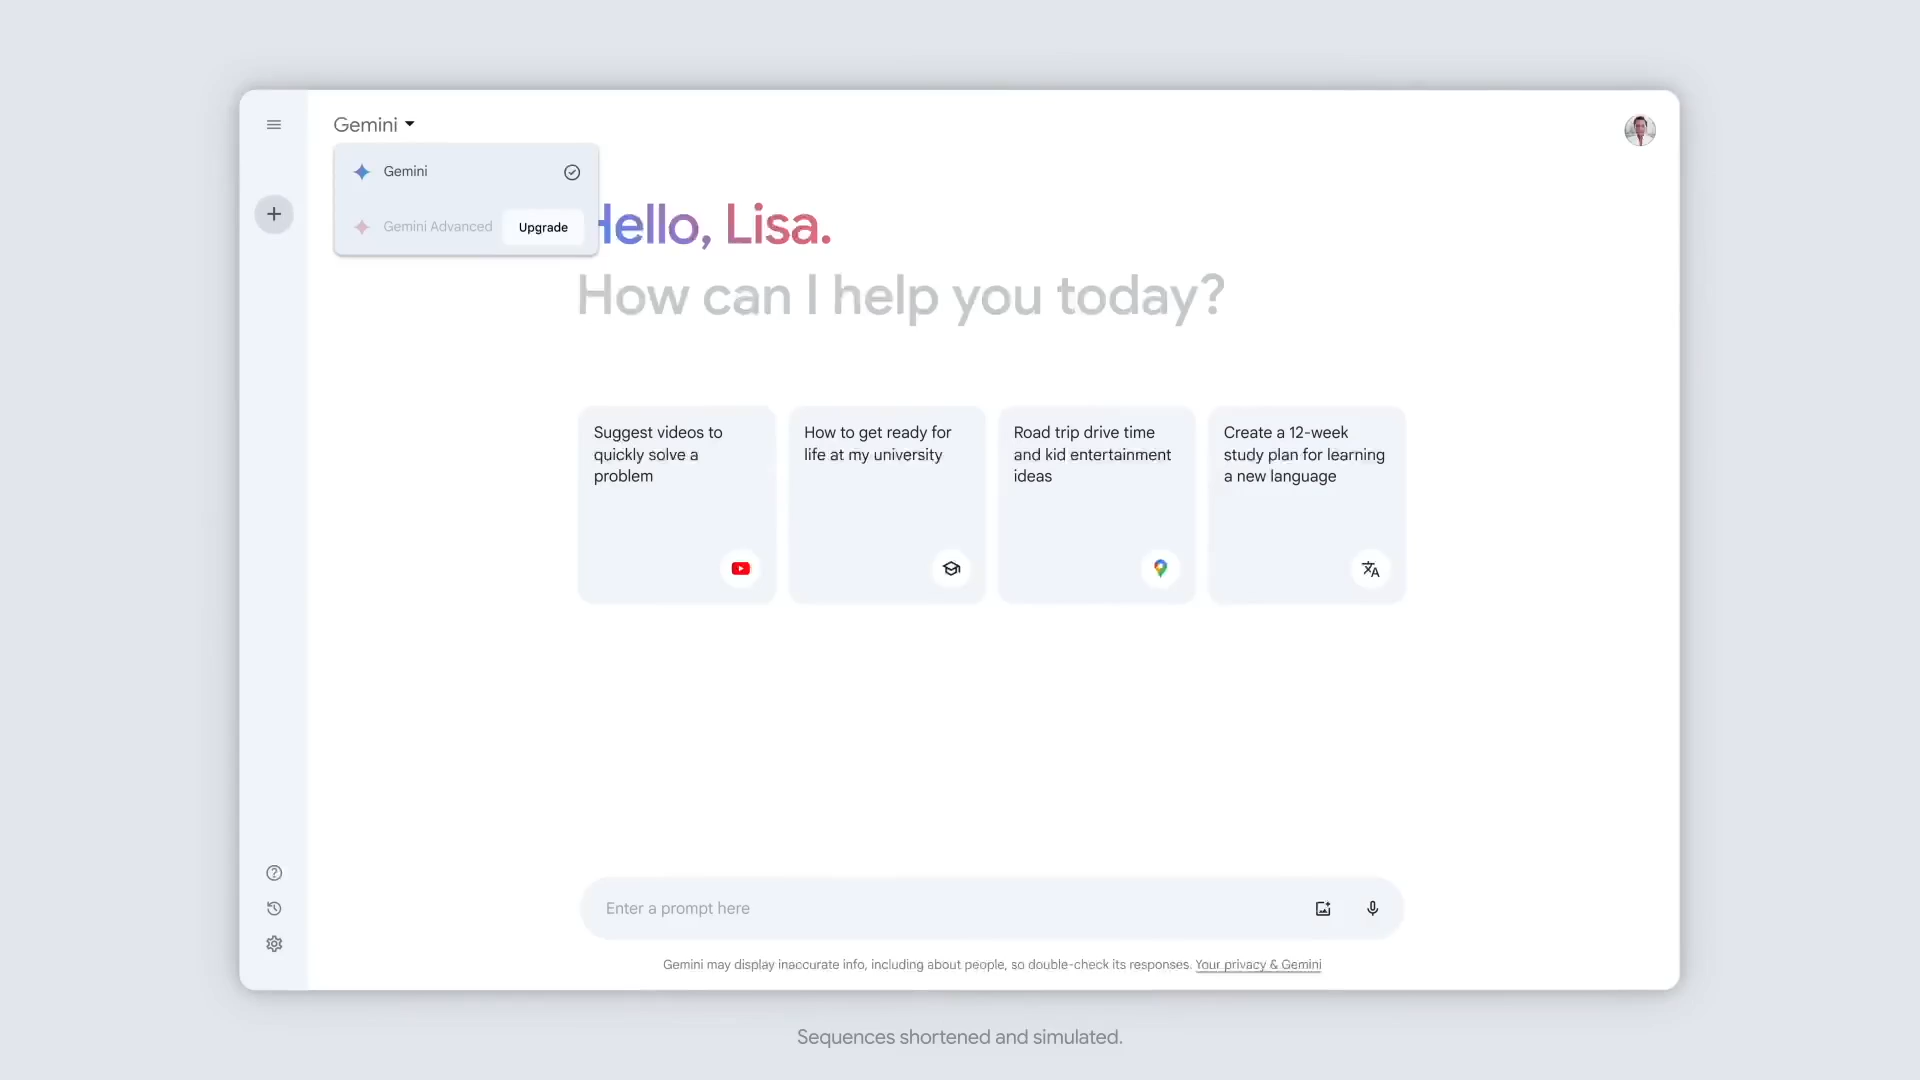 Gemini
Gemini
Gemini Advanced
Upgrade
Hello, Lisa.
How can I help you today?
Suggest videos to
quickly solve a
problem
How to get ready for
life at my university
Road trip drive time
and kid entertainment
ideas
Create a 12-week
study plan for learning
a new language
Enter a prompt here
Gemini may display inaccurate info, including about people, so double-check its responses. Your privacy & Gemini
Sequences shortened and simulated.